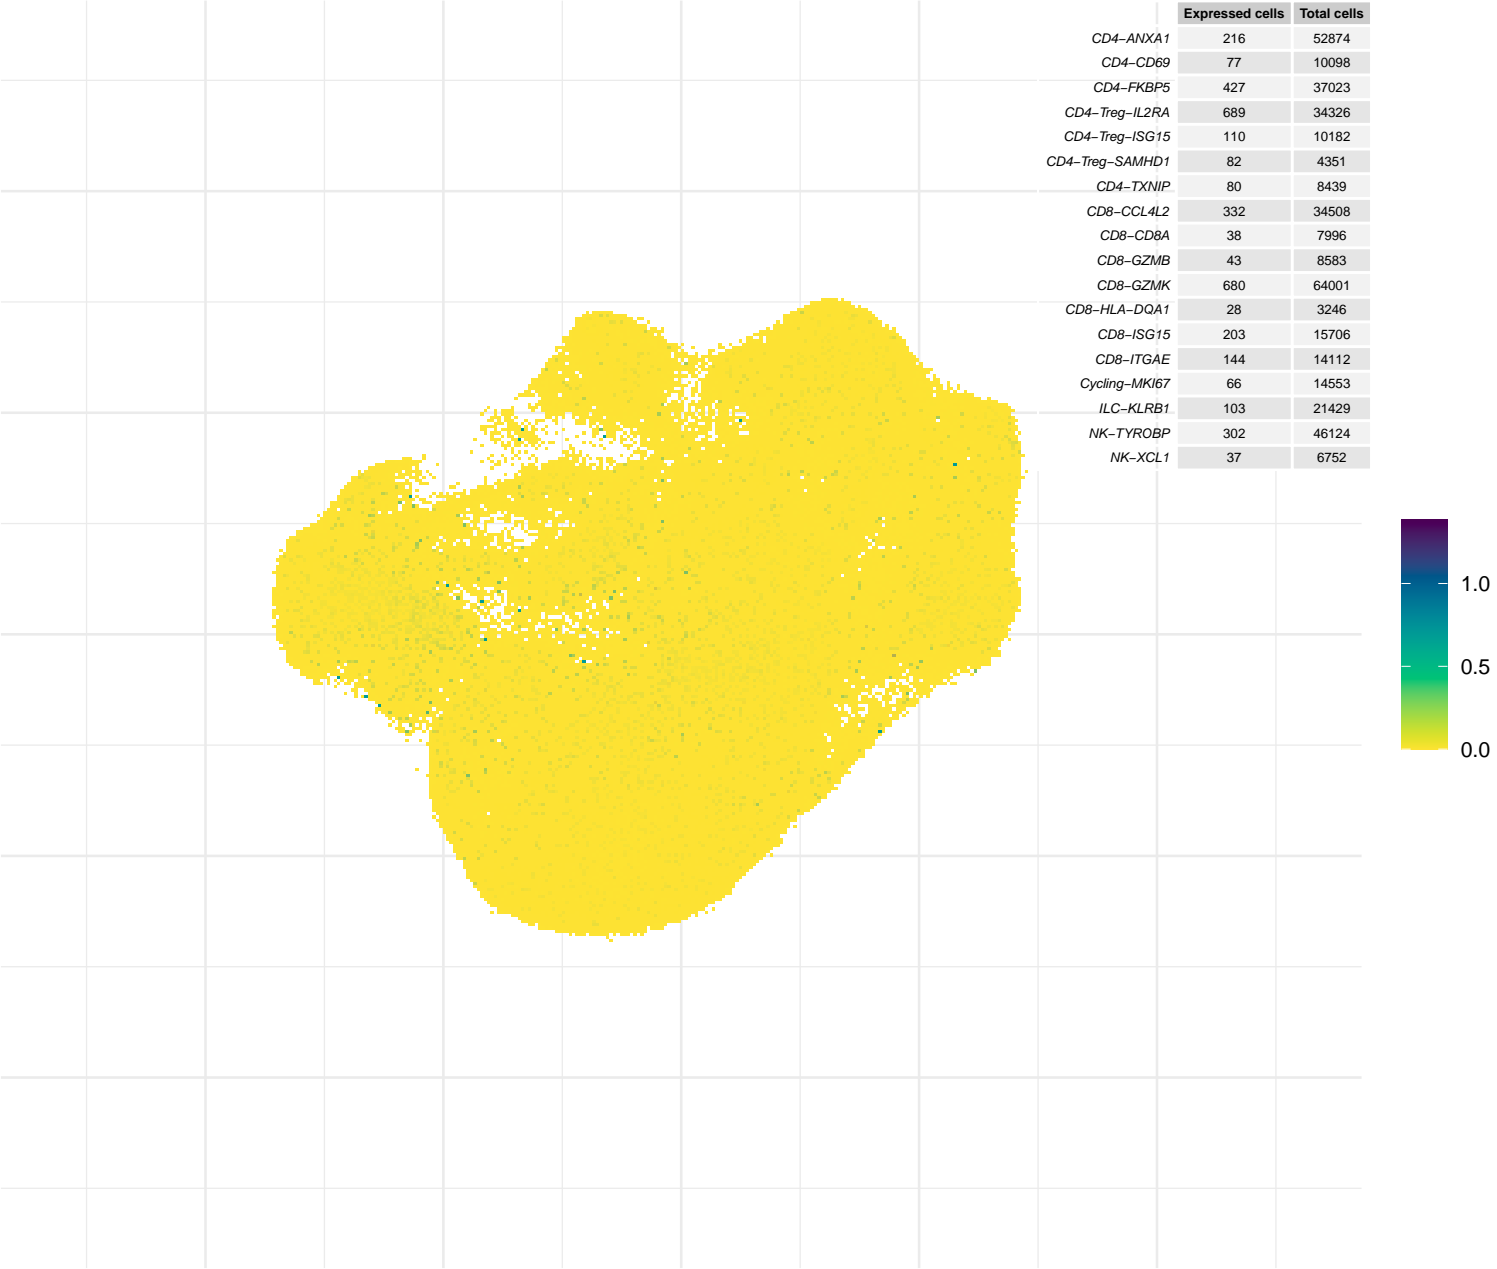 Expressed cells Total cells
CD4−ANXA1 216 52874
CD4−CD69 77 10098
CD4−FKBP5 427 37023
CD4−Treg−IL2RA 689 34326
CD4−Treg−ISG15 110 10182
CD4−Treg−SAMHD1 82 4351
CD4−TXNIP 80 8439
CD8−CCL4L2 332 34508
CD8−CD8A 38 7996
CD8−GZMB 43 8583
CD8−GZMK 680 64001
CD8−HLA−DQA1 28 3246
CD8−ISG15 203 15706
CD8−ITGAE 144 14112
Cycling−MKI67 66 14553
ILC−KLRB1 103 21429
NK−TYROBP 302 46124
NK−XCL1 37 6752
1.0
0.5
0.0